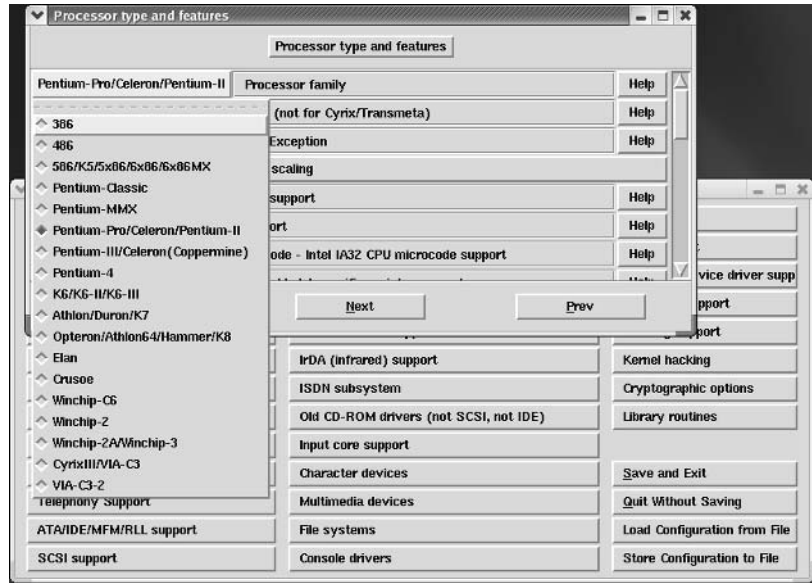 Processor type and features
Processor type and features
Pentium-Pro/Celeron/Pentium-II
Processor family
Help
(not for Cyrix/Transmeta)
Help
Exception
Help
scaling
support
Help
ort
Help
ode - Intel IA32 CPU microcode support
Help
386
486
586/K5/5x86/6x86/6x86MX
Pentium-Classic
Pentium-MMX
Pentium-Pro/Celeron/Pentium-II
Pentium-III/Celeron(Coppermine)
Pentium-4
K6/K6-II/K6-III
Athlon/Duron/K7
Opteron/Athlon64/Hammer/K8
Elan
Crusoe
Winchip-C6
Winchip-2
Winchip-2A/Winchip-3
CyrixIII/VIA-C3
VIA-C3-2
Next
Prev
vice driver supp
pport
port
IrDA (infrared) support
Kernel hacking
ISDN subsystem
Cryptographic options
Old CD-ROM drivers (not SCSI, not IDE)
Library routines
Input core support
Character devices
Save and Exit
Telephony Support
Multimedia devices
Quit Without Saving
ATA/IDE/MFM/RLL support
File systems
Load Configuration from File
SCSI support
Console drivers
Store Configuration to File